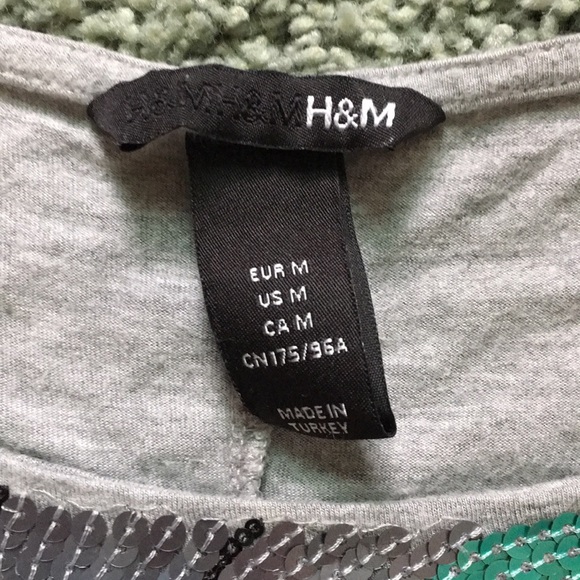 H&M H&M H&M
EUR M
US M
CA M
CN175/96A
MADE IN
TURKEY